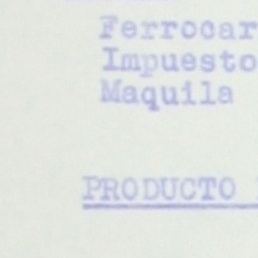 Ferrocar
Impuesto
Maquila
PRODUCTO